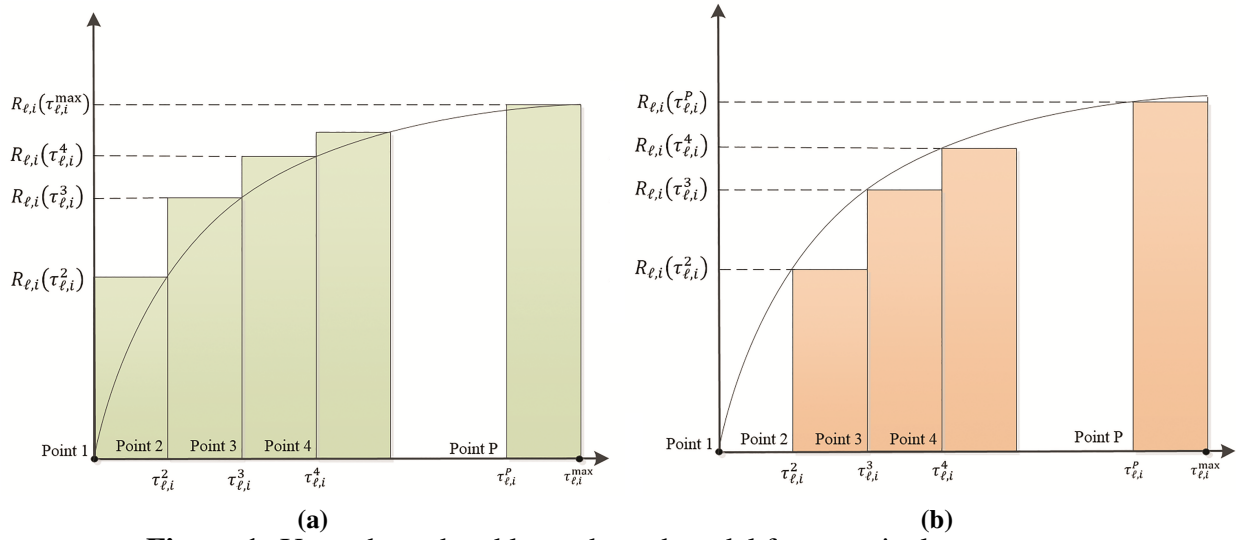 R_{ℓ,i}(τ_{ℓ,i}^{max})
R_{ℓ,i}(τ_{ℓ,i}^{4})
R_{ℓ,i}(τ_{ℓ,i}^{3})
R_{ℓ,i}(τ_{ℓ,i}^{2})
Point 1 Point 2 Point 3 Point 4 Point P
τ_{ℓ,i}^{2} τ_{ℓ,i}^{3} τ_{ℓ,i}^{4} τ_{ℓ,i}^{P} τ_{ℓ,i}^{max}
(a)
R_{ℓ,i}(τ_{ℓ,i}^{P})
R_{ℓ,i}(τ_{ℓ,i}^{4})
R_{ℓ,i}(τ_{ℓ,i}^{3})
R_{ℓ,i}(τ_{ℓ,i}^{2})
Point 1 Point 2 Point 3 Point 4 Point P
τ_{ℓ,i}^{2} τ_{ℓ,i}^{3} τ_{ℓ,i}^{4} τ_{ℓ,i}^{P} τ_{ℓ,i}^{max}
(b)